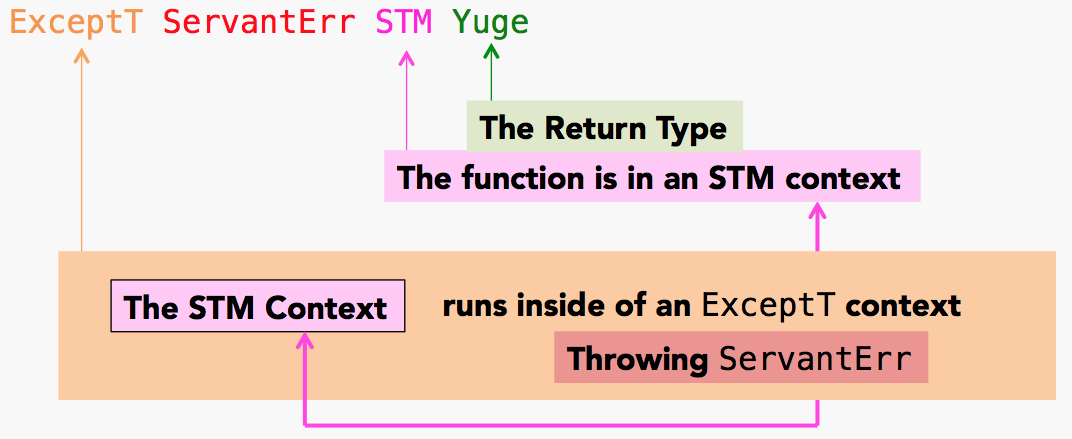 ExceptT ServantErr STM Yuge
The Return Type
The function is in an STM context
The STM Context runs inside of an ExceptT context
Throwing ServantErr